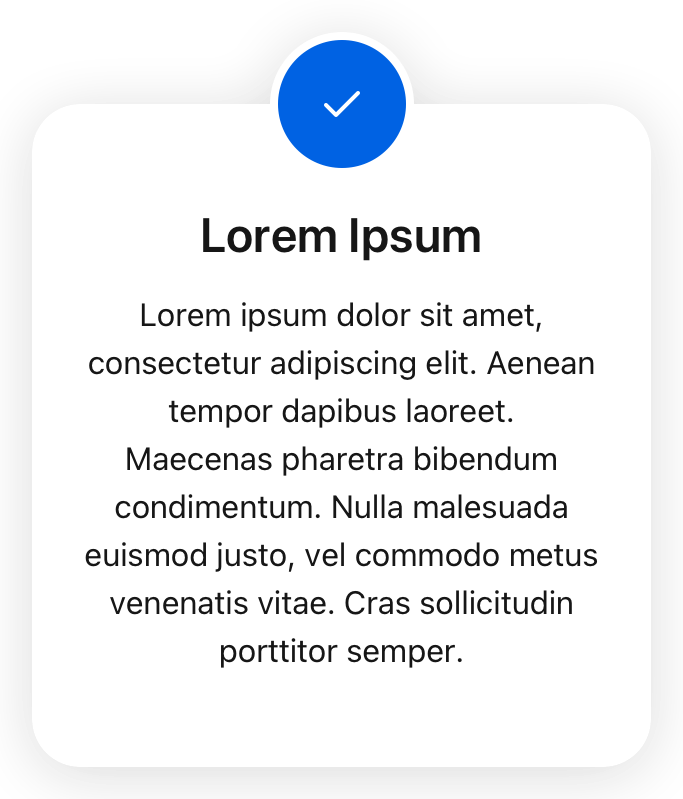 Lorem Ipsum
Lorem ipsum dolor sit amet,
consectetur adipiscing elit. Aenean
tempor dapibus laoreet.
Maecenas pharetra bibendum
condimentum. Nulla malesuada
euismod justo, vel commodo metus
venenatis vitae. Cras sollicitudin
porttitor semper.